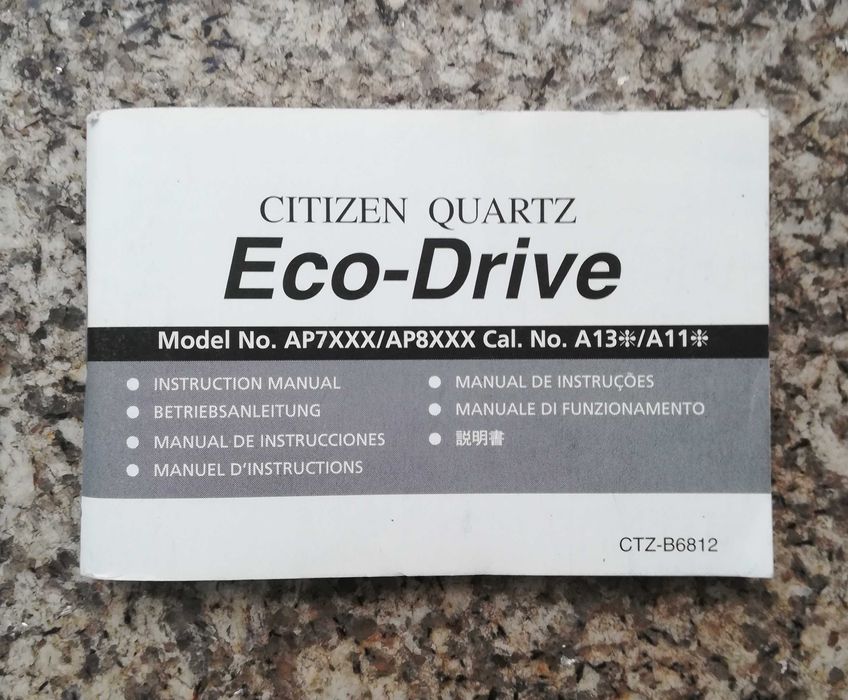 CITIZEN QUARTZ
Eco-Drive
Model No. AP7XXX/AP8XXX Cal. No. A13❉/A11❉
● INSTRUCTION MANUAL
● BETRIEBSANLEITUNG
● MANUAL DE INSTRUCCIONES
● MANUEL D'INSTRUCTIONS
● MANUAL DE INSTRUÇÕES
● MANUALE DI FUNZIONAMENTO
● 説明書
CTZ-B6812